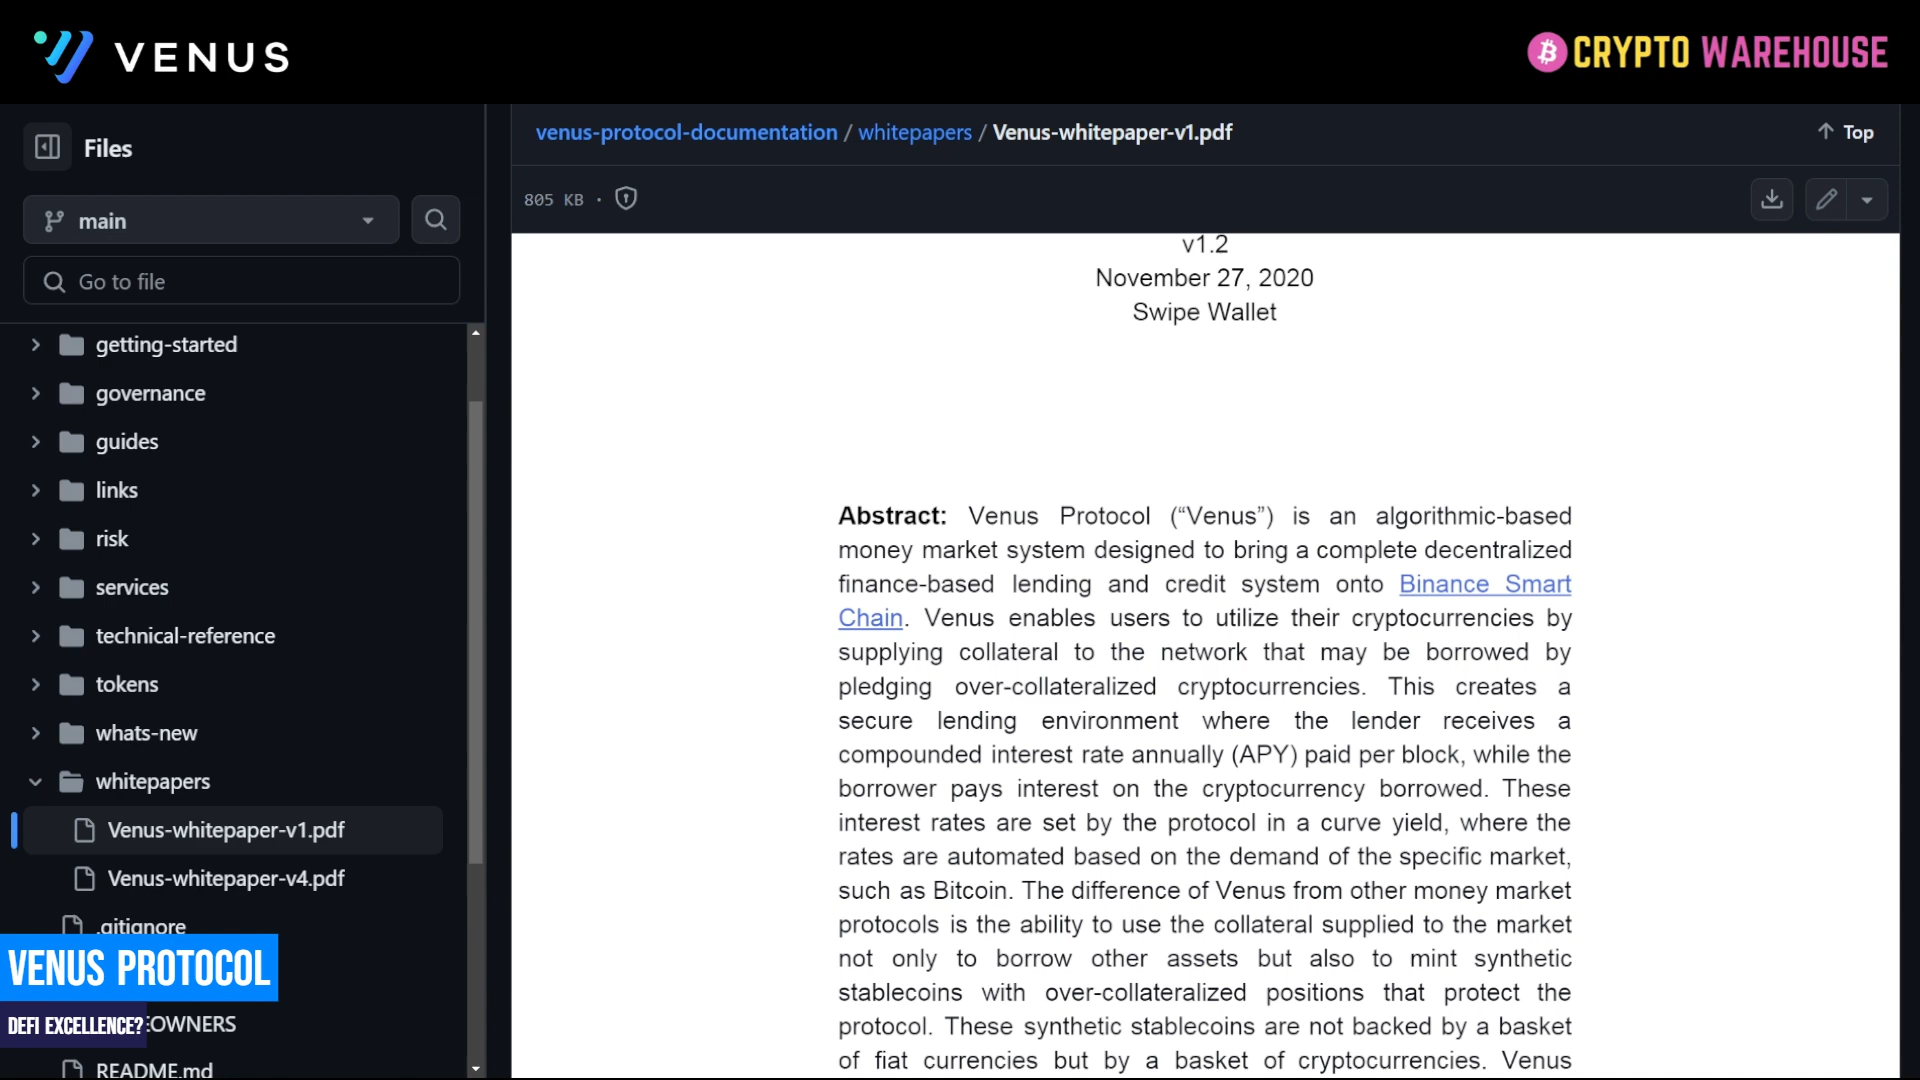 VENUS
CRYPTO WAREHOUSE
Files
main
Go to file
getting-started
governance
guides
links
risk
services
technical-reference
tokens
whats-new
whitepapers
Venus-whitepaper-v1.pdf
Venus-whitepaper-v4.pdf
.gitignore
VENUS PROTOCOL
DEFI EXCELLENCE?
EOWNERS
README.md
venus-protocol-documentation / whitepapers / Venus-whitepaper-v1.pdf
Top
805 KB ·
v1.2
November 27, 2020
Swipe Wallet
Abstract: Venus Protocol (“Venus”) is an algorithmic-based
money market system designed to bring a complete decentralized
finance-based lending and credit system onto Binance Smart
Chain. Venus enables users to utilize their cryptocurrencies by
supplying collateral to the network that may be borrowed by
pledging over-collateralized cryptocurrencies. This creates a
secure lending environment where the lender receives a
compounded interest rate annually (APY) paid per block, while the
borrower pays interest on the cryptocurrency borrowed. These
interest rates are set by the protocol in a curve yield, where the
rates are automated based on the demand of the specific market,
such as Bitcoin. The difference of Venus from other money market
protocols is the ability to use the collateral supplied to the market
not only to borrow other assets but also to mint synthetic
stablecoins with over-collateralized positions that protect the
protocol. These synthetic stablecoins are not backed by a basket
of fiat currencies but by a basket of cryptocurrencies. Venus